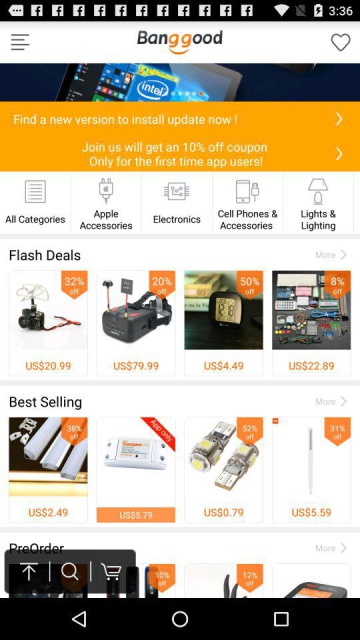 3:36
Banggood
intel
Find a new version to install update now !
Join us will get an 10% off coupon
Only for the first time app users!
All Categories
Apple
Accessories
Electronics
Cell Phones &
Accessories
Lights &
Lighting
Flash Deals
More
32%
off
20%
off
50%
off
8%
off
US$20.99
US$79.99
US$4.49
US$22.89
Best Selling
More
38%
off
App only
52%
off
31%
off
US$2.49
US$5.79
US$0.79
US$5.59
PreOrder
More
10%
off
12%
off